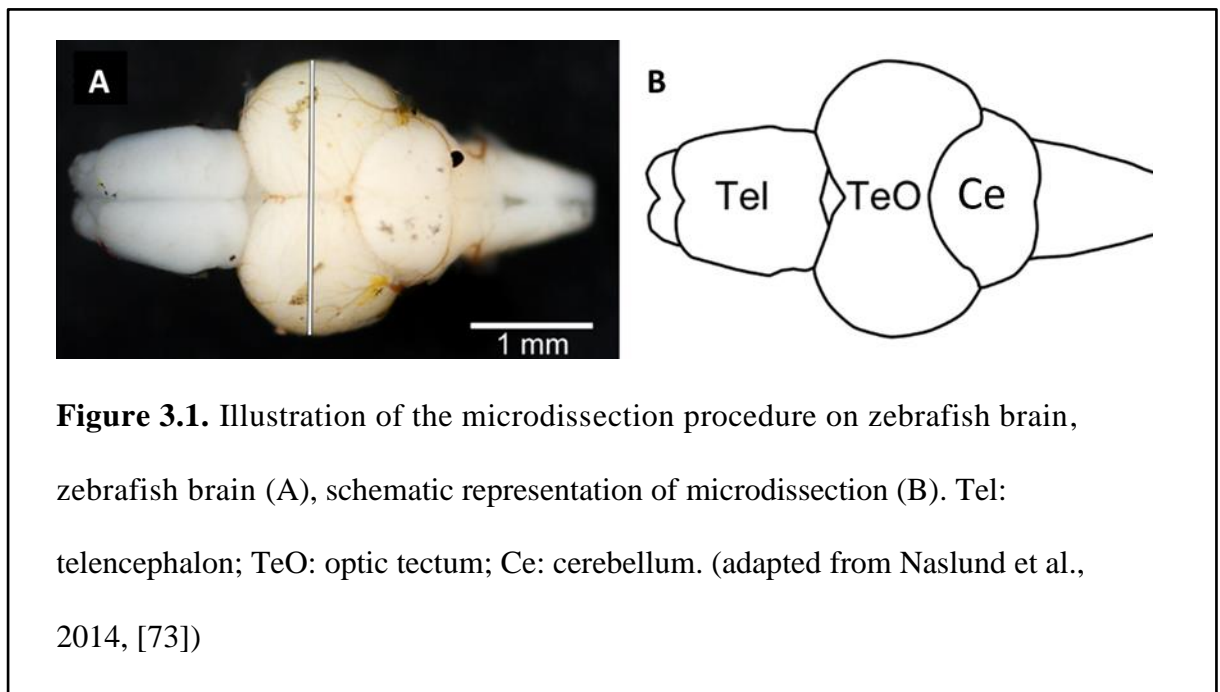 A
1 mm
B
Tel
TeO
Ce
Figure 3.1. Illustration of the microdissection procedure on zebrafish brain,
zebrafish brain (A), schematic representation of microdissection (B). Tel:
telencephalon; TeO: optic tectum; Ce: cerebellum. (adapted from Naslund et al.,
2014, [73])